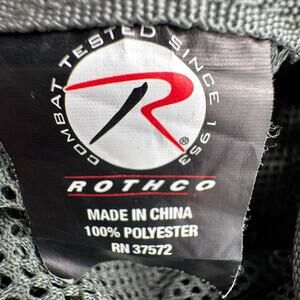 COMBAT TESTED SINCE 1953
R
ROTHCO
MADE IN CHINA
100% POLYESTER
RN 37572